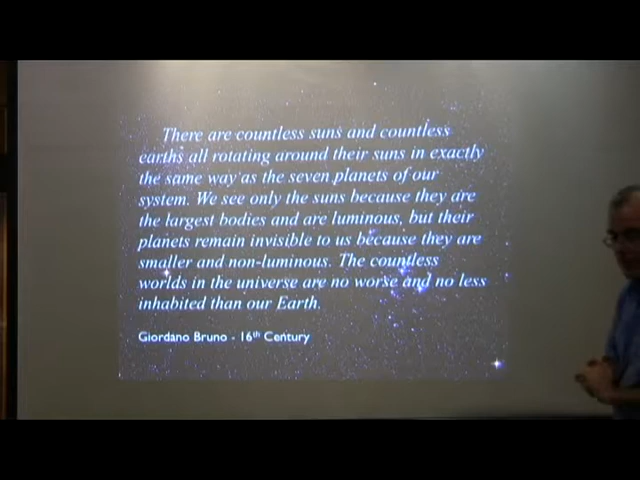 There are countless suns and countless
earths all rotating around their suns in exactly
the same way as the seven planets of our
system. We see only the suns because they are
the largest bodies and are luminous, but their
planets remain invisible to us because they are
smaller and non-luminous. The countless
worlds in the universe are no worse and no less
inhabited than our Earth.
Giordano Bruno - 16th Century